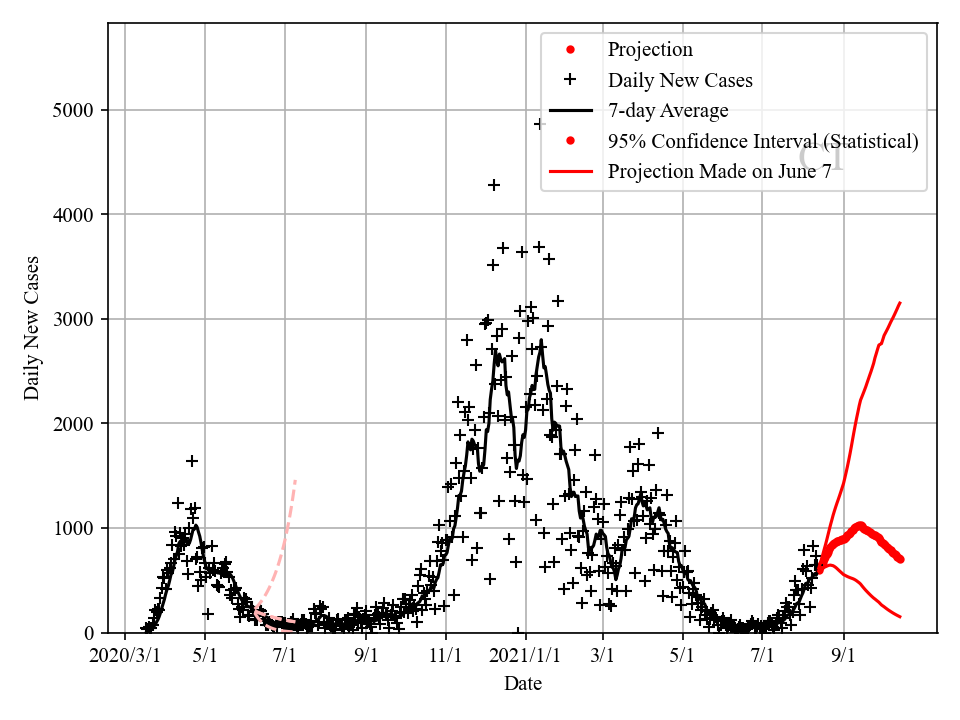 Projection
Daily New Cases
7-day Average
95% Confidence Interval (Statistical)
CT
Projection Made on June 7
5000
4000
3000
2000
1000
0
Daily New Cases
2020/3/1 5/1 7/1 9/1 11/1 2021/1/1 3/1 5/1 7/1 9/1
Date